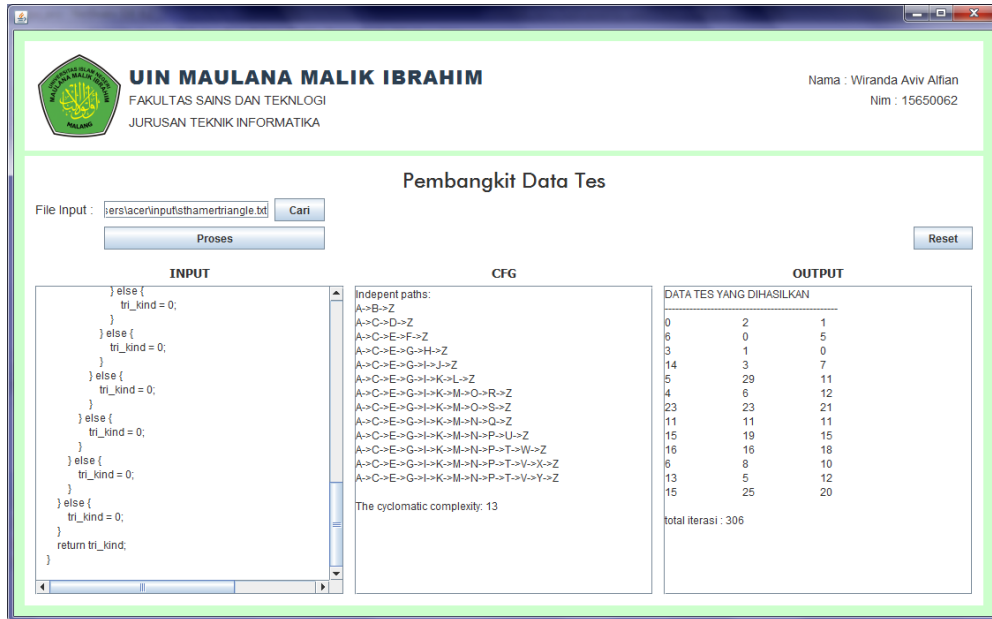 UIN MAULANA MALIK IBRAHIM
FAKULTAS SAINS DAN TEKNLOGI
JURUSAN TEKNIK INFORMATIKA
Nama : Wiranda Aviv Alfian
Nim : 15650062
Pembangkit Data Tes
File Input :
sers\acer\input\sthamertriangle.txt
Cari
Proses
Reset
INPUT
} else {
tri_kind = 0;
}
} else {
tri_kind = 0;
}
} else {
tri_kind = 0;
}
} else {
tri_kind = 0;
}
} else {
tri_kind = 0;
}
} else {
tri_kind = 0;
}
return tri_kind;
}
CFG
Indepent paths:
A->B->Z
A->C->D->Z
A->C->E->F->Z
A->C->E->G->H->Z
A->C->E->G->I->J->Z
A->C->E->G->I->K->L->Z
A->C->E->G->I->K->M->O->R->Z
A->C->E->G->I->K->M->O->S->Z
A->C->E->G->I->K->M->N->Q->Z
A->C->E->G->I->K->M->N->P->U->Z
A->C->E->G->I->K->M->N->P->T->W->Z
A->C->E->G->I->K->M->N->P->T->V->X->Z
A->C->E->G->I->K->M->N->P->T->V->Y->Z
The cyclomatic complexity: 13
OUTPUT
DATA TES YANG DIHASILKAN
----------------------------------------------------
0 2 1
6 0 5
3 1 0
14 3 7
5 29 11
4 6 12
23 23 21
11 11 11
15 19 15
16 16 18
6 8 10
13 5 12
15 25 20
total iterasi : 306